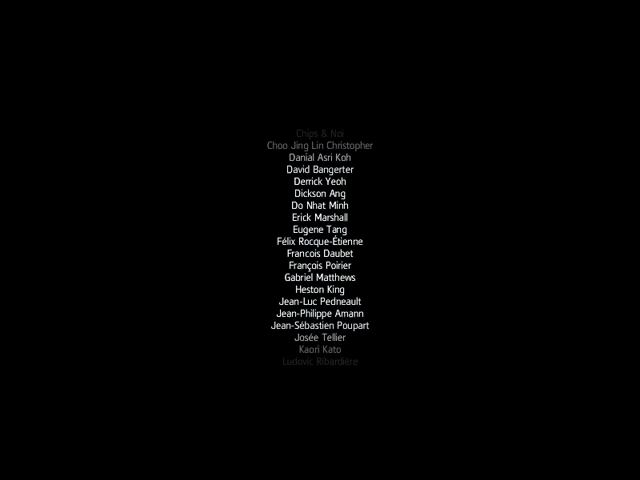 Chips & Noi
Choo Jing Lin Christopher
Danial Asri Koh
David Bangerter
Derrick Yeoh
Dickson Ang
Do Nhat Minh
Erick Marshall
Eugene Tang
Félix Rocque-Étienne
Francois Daubet
François Poirier
Gabriel Matthews
Heston King
Jean-Luc Pedneault
Jean-Philippe Amann
Jean-Sébastien Poupart
Josée Tellier
Kaori Kato
Ludovic Ribardière